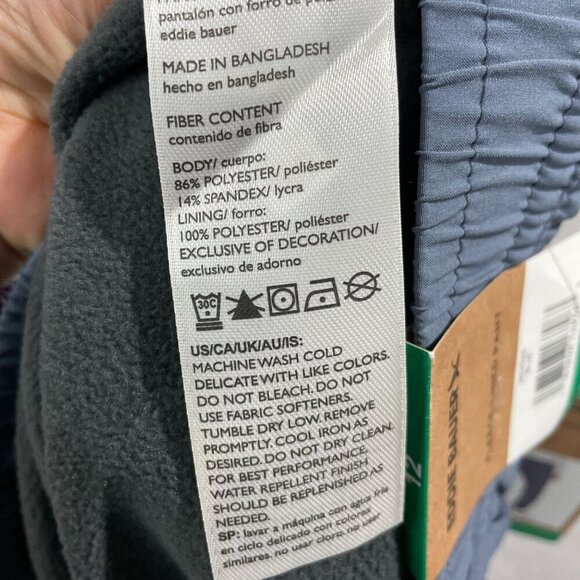 pantalón con forro de
eddie bauer
MADE IN BANGLADESH
hecho en bangladesh
FIBER CONTENT
contenido de fibra
BODY/ cuerpo:
86% POLYESTER/ poliéster
14% SPANDEX/ lycra
LINING/ forro:
100% POLYESTER/ poliéster
EXCLUSIVE OF DECORATION/
exclusivo de adorno
30C
US/CA/UK/AU/IS:
MACHINE WASH COLD
DELICATE WITH LIKE COLORS.
DO NOT BLEACH. DO NOT
USE FABRIC SOFTENERS.
TUMBLE DRY LOW. REMOVE
PROMPTLY. COOL IRON AS
DESIRED. DO NOT DRY CLEAN.
FOR BEST PERFORMANCE,
WATER REPELLENT FINISH
SHOULD BE REPLENISHED AS
NEEDED.
SP: lavar a máquina con agua fría
en ciclo delicado con colores
similares. no usar cloro. no usar
EDDIE BAUER
LINED PANT
12